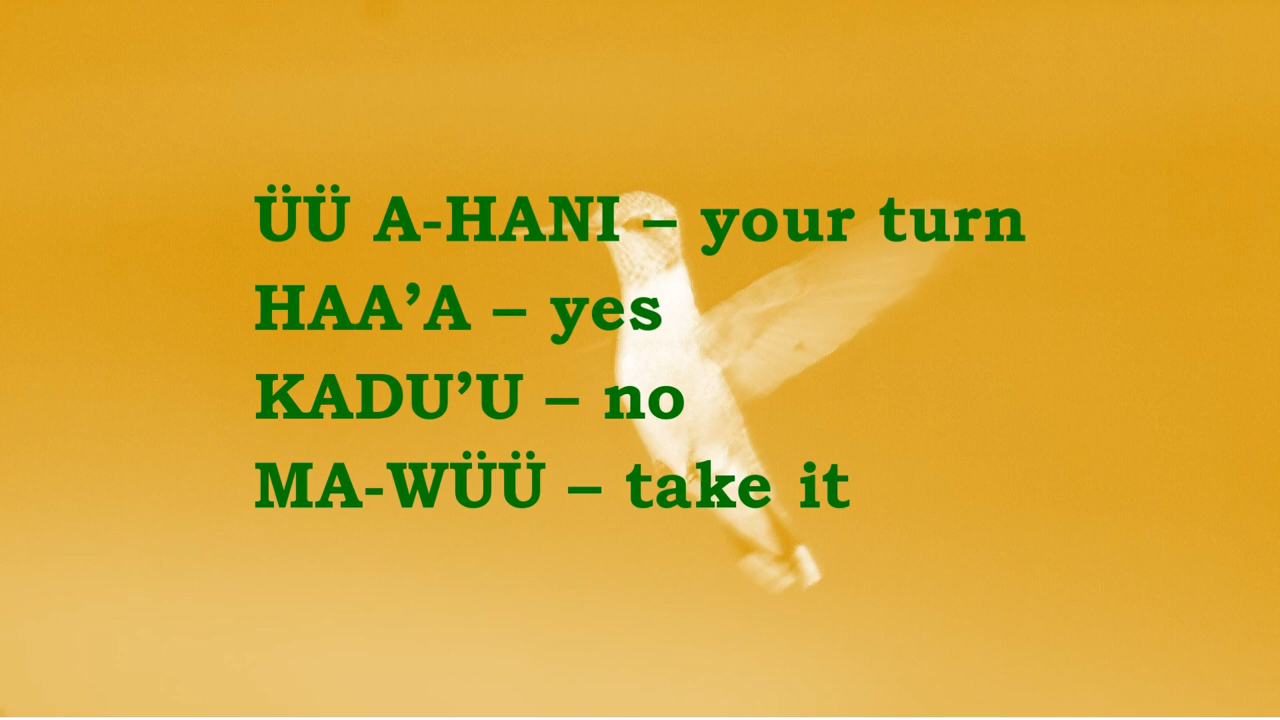 ÜÜ A-HANI – your turn
HAA’A – yes
KADU’U – no
MA-WÜÜ – take it